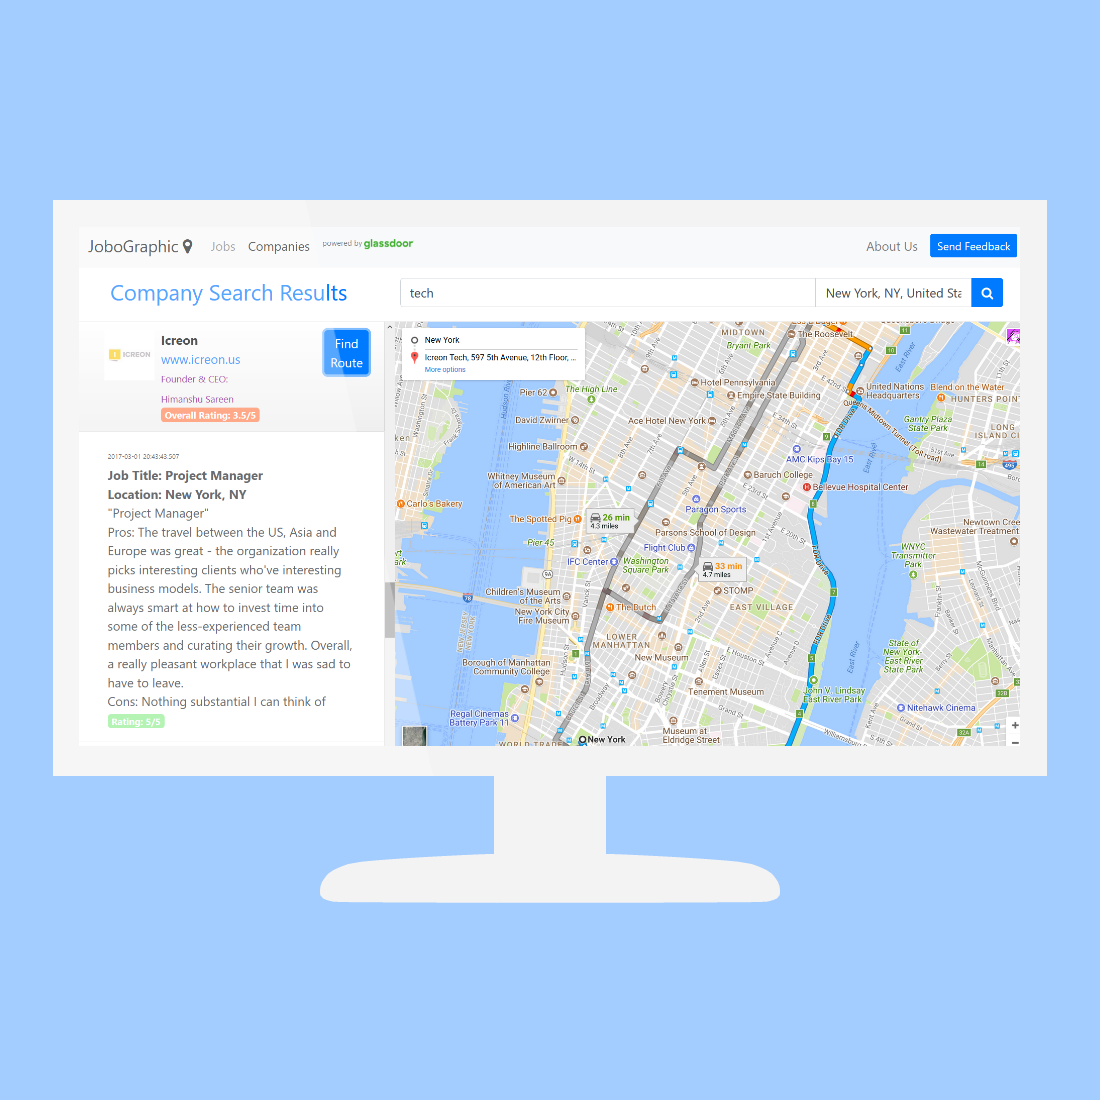 JoboGraphic
Jobs
Companies
powered by glassdoor
About Us
Send Feedback
Company Search Results
tech
New York, NY, United Sta
ICREON
Icreon
www.icreon.us
Founder & CEO:
Himanshu Sareen
Overall Rating: 3.5/5
Find
Route
2017-03-01 20:43:43.507
Job Title: Project Manager
Location: New York, NY
"Project Manager"
Pros: The travel between the US, Asia and
Europe was great - the organization really
picks interesting clients who've interesting
business models. The senior team was
always smart at how to invest time into
some of the less-experienced team
members and curating their growth. Overall,
a really pleasant workplace that I was sad to
have to leave.
Cons: Nothing substantial I can think of
Rating: 5/5
New York
Icreon Tech, 597 5th Avenue, 12th Floor, ...
More options
MIDTOWN
Bryant Park
The Roosevelt
Hotel Pennsylvania
Empire State Building
United Nations
Headquarters
Blend on the Water
HUNTERS POIN
Gantry Plaza
State Park
LONG
ISLAND CI
Queens Midtown Tunnel (Toll road)
East River
Pier 62
The High Line
David Zwirner
Ace Hotel New York
Highline Ballroom
AMC Kips Bay 15
Whitney Museum
of American Art
Baruch College
Bellevue Hospital Center
Carlo's Bakery
Paragon Sports
The Spotted Pig
26 min
4.3 miles
Parsons School of Design
Pier 45
Flight Club
IFC Center
Washington
Square Park
33 min
4.7 miles
Newtown Cree
Wastewater Treatment
WNYC
Transmitter
Park
Children's Museum
of the Arts
New York City
Fire Museum
The Butch
STOMP
EAST VILLAGE
LOWER
MANHATTAN
New Museum
Borough of Manhattan
Community College
Tenement Museum
State of
New York-
East River
State Park
East River
John V. Lindsay
East River Park
Nitehawk Cinema
Regal Cinemas
Battery Park 11
Museum at
Eldridge Street
WORLD TRADE
New York
Williamsburg